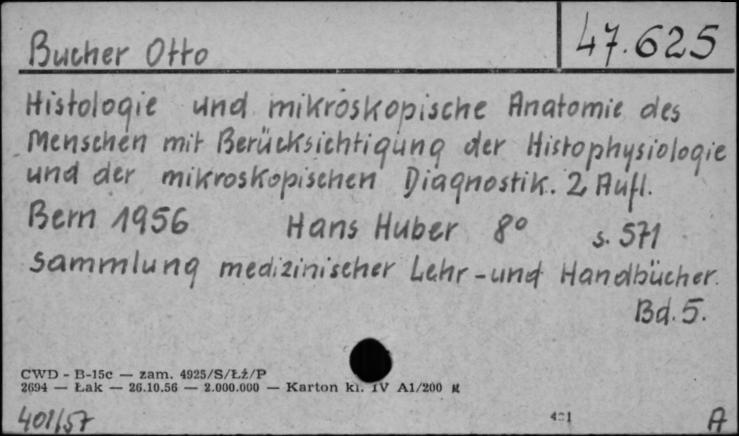 Bucher Otto
47.625
Histologie und mikroskopische Anatomie des
Menschen mit Berücksichtigung der Histophysiologie
und der mikroskopischen Diagnostik. 2 Aufl.
Bern 1956 Hans Huber 8° s. 571
Sammlung medizinischer Lehr-und Handbücher.
Bd. 5.
CWD - B-15c — zam. 4925/S/Łż/P
2694 — Łak — 26.10.56 — 2.000.000 — Karton kl. IV A1/200 g
401/57
A